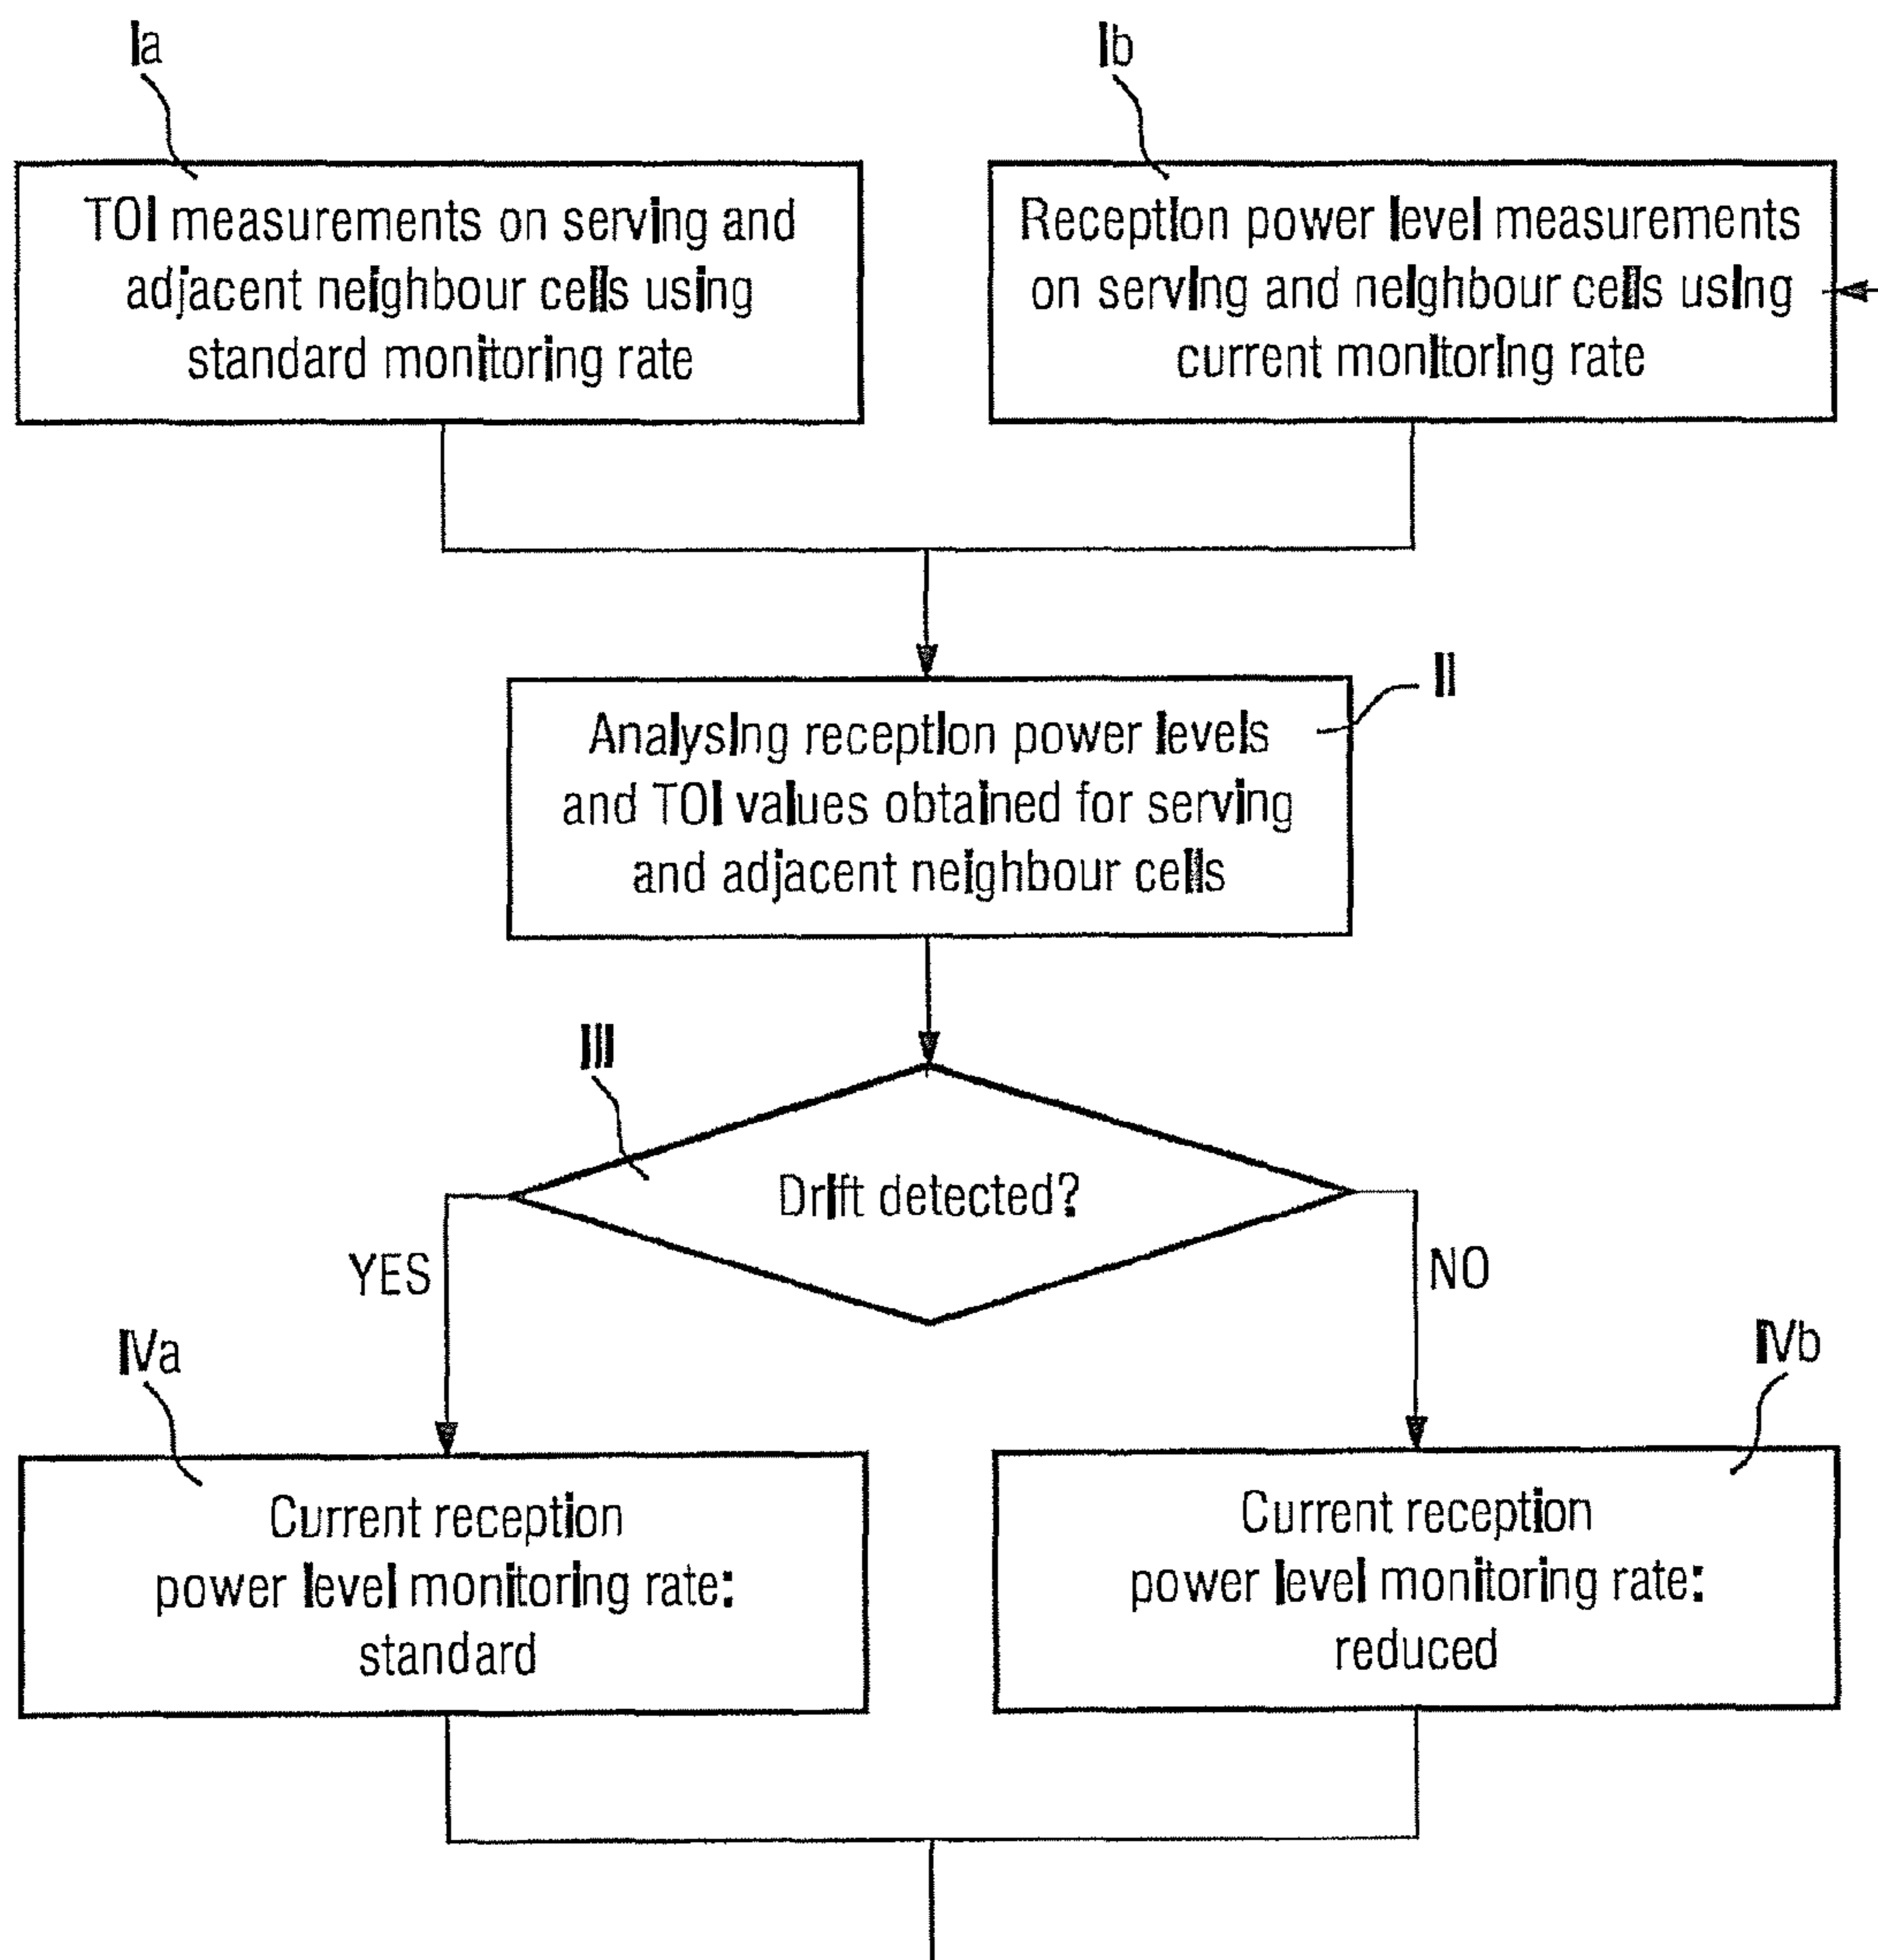 Ia
Ib
TOI measurements on serving and
adjacent neighbour cells using
standard monitoring rate
Reception power level measurements
on serving and neighbour cells using
current monitoring rate
II
Analysing reception power levels
and TOI values obtained for serving
and adjacent neighbour cells
III
Drift detected?
YES
NO
IVa
IVb
Current reception
power level monitoring rate:
standard
Current reception
power level monitoring rate:
reduced